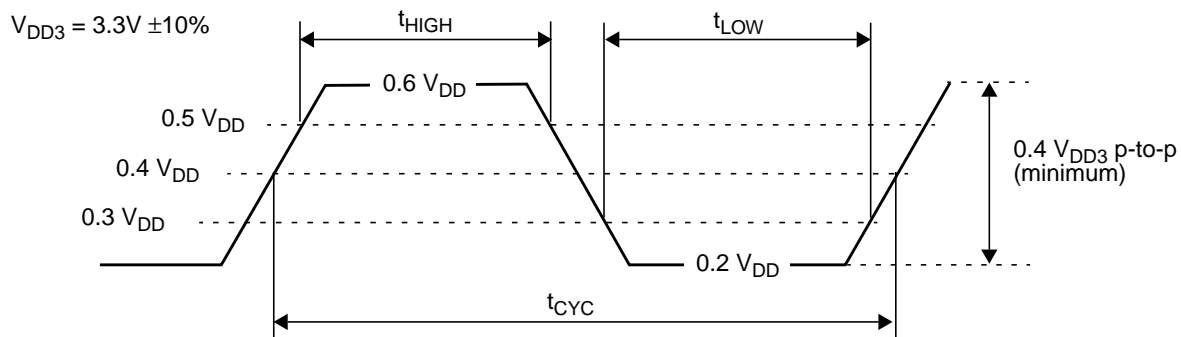 V_DD3 = 3.3V ±10%
t_HIGH
t_LOW
0.6 V_DD
0.5 V_DD
0.4 V_DD
0.3 V_DD
0.2 V_DD
0.4 V_DD3 p-to-p
(minimum)
t_CYC